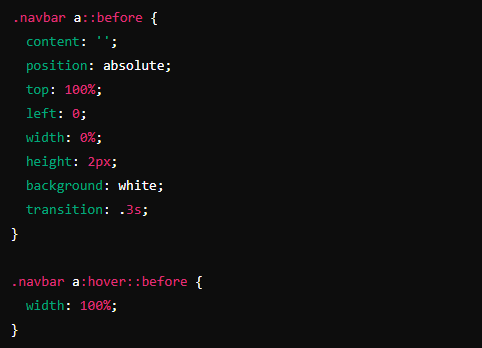 .navbar a::before {
  content: '';
  position: absolute;
  top: 100%;
  left: 0;
  width: 0%;
  height: 2px;
  background: white;
  transition: .3s;
}

.navbar a:hover::before {
  width: 100%;
}